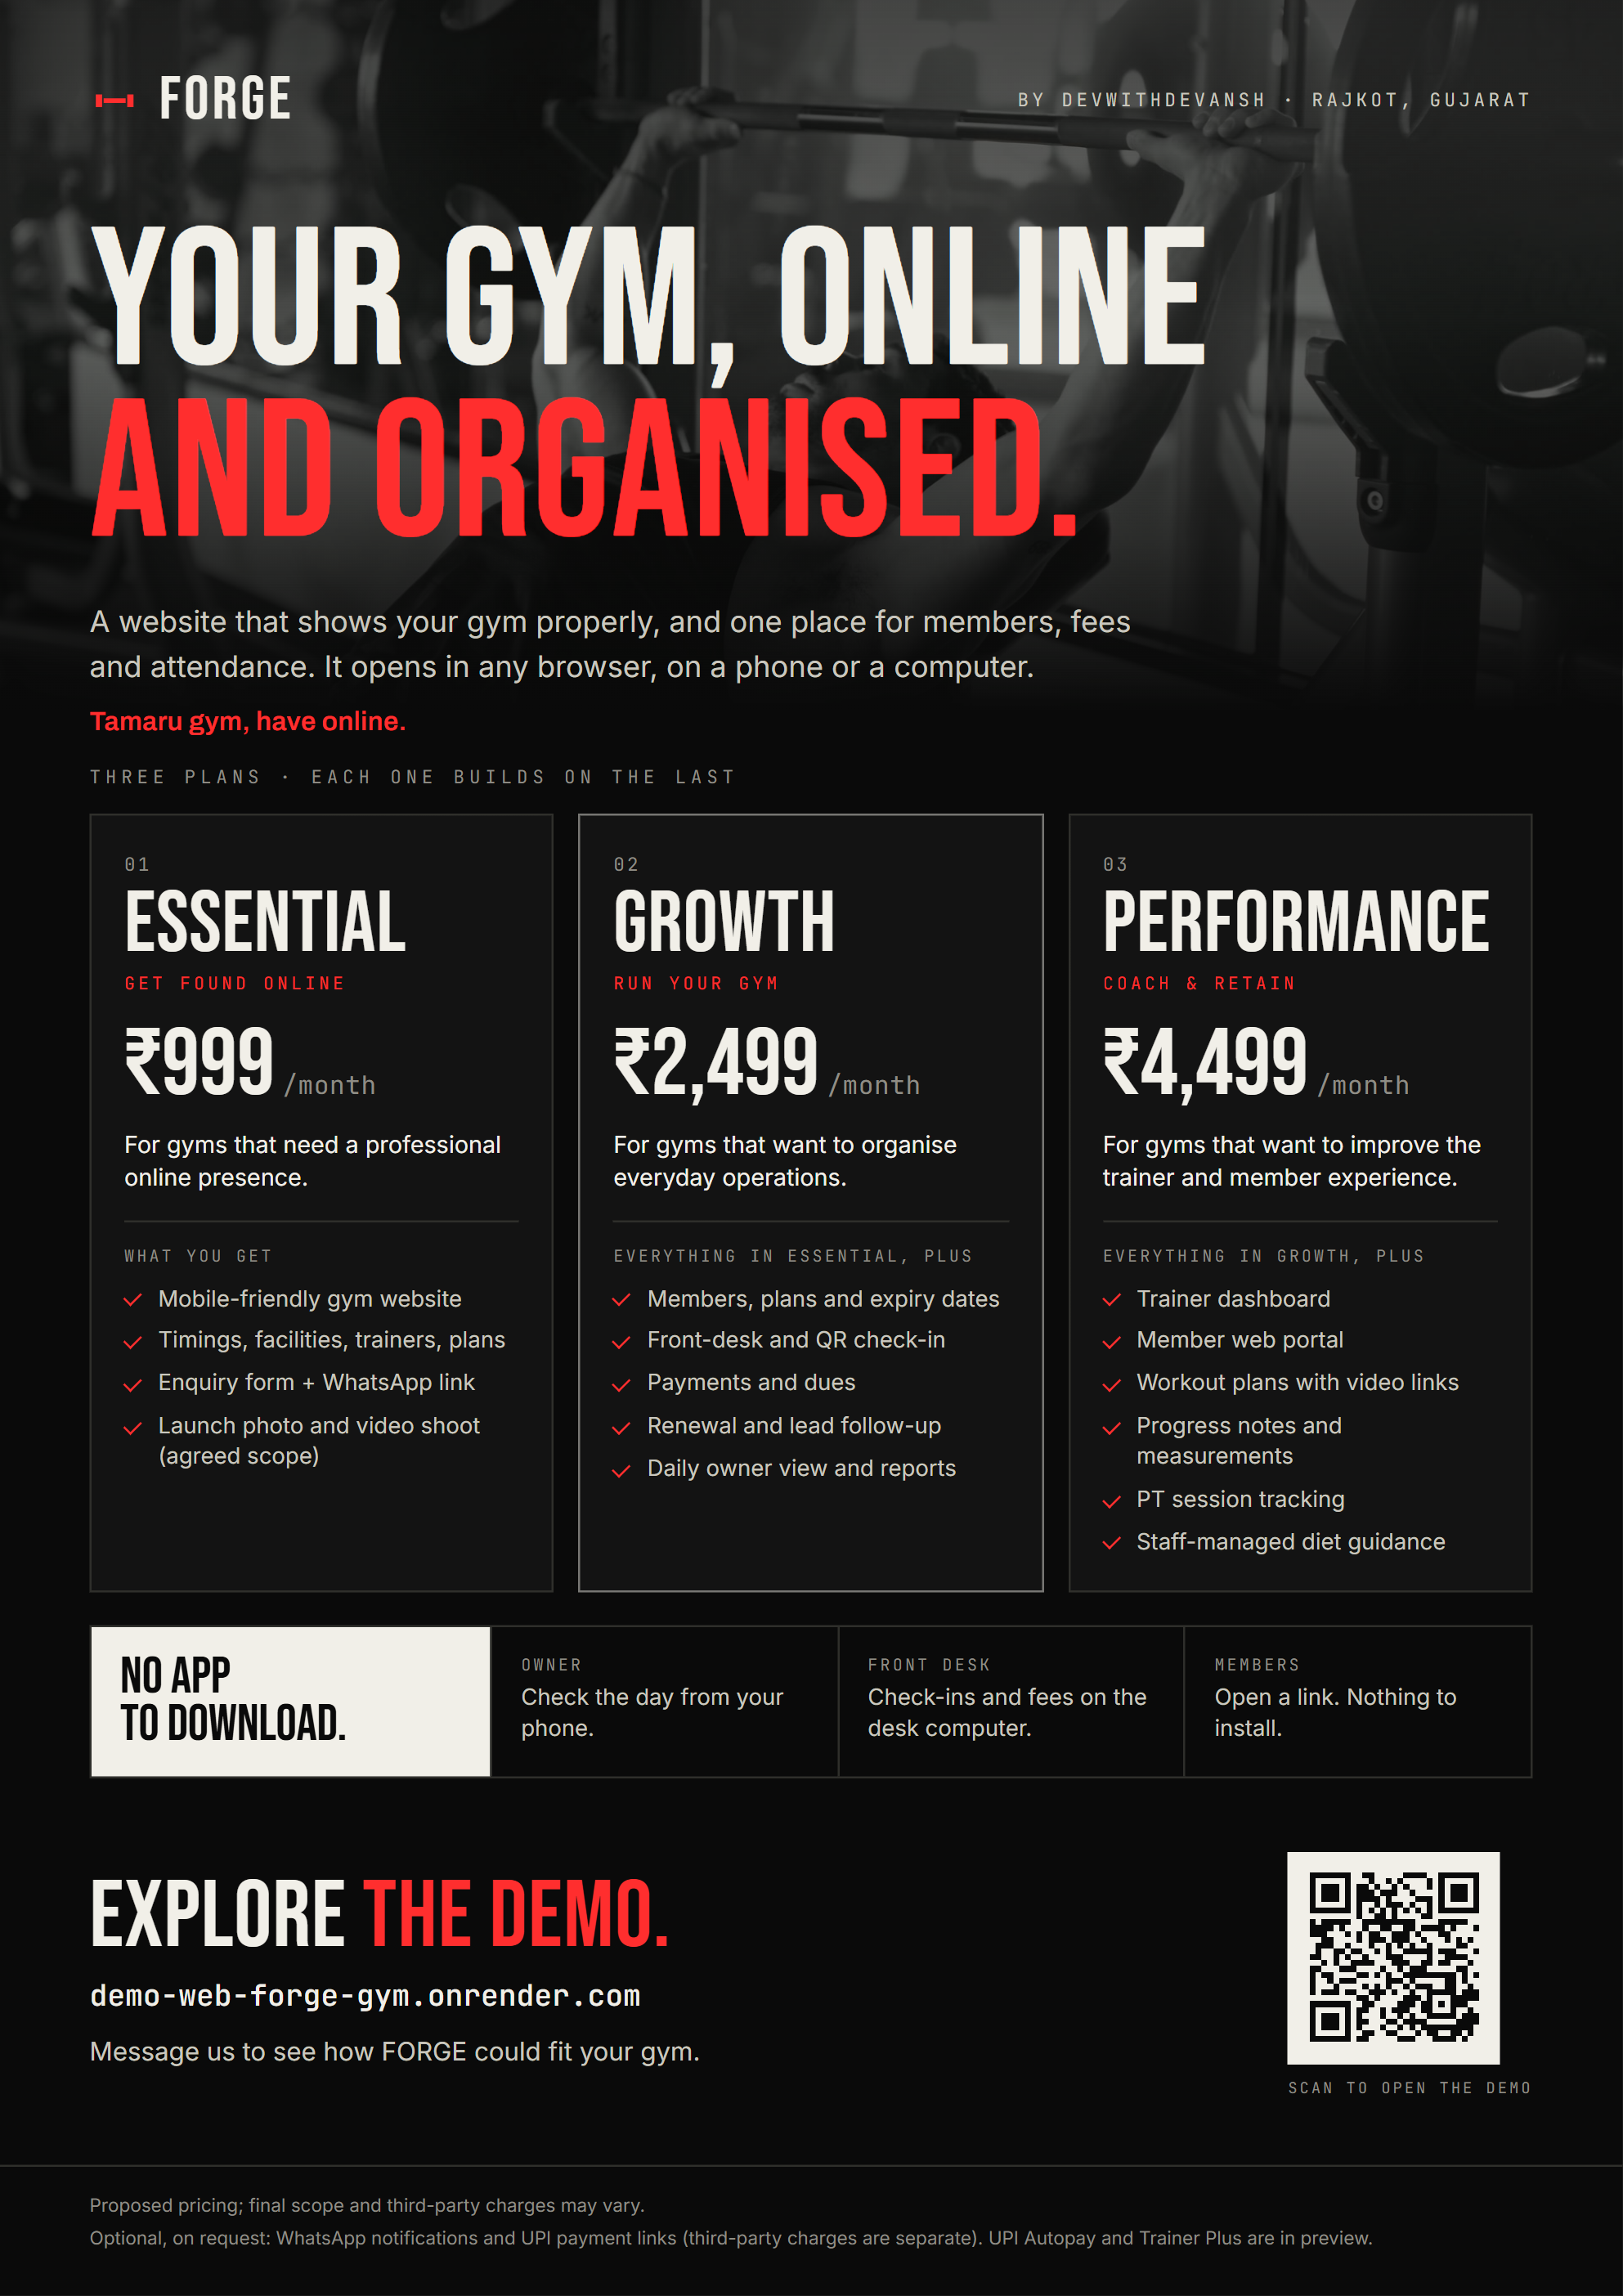 FORGE
BY DEVWITHDEVANSH · RAJKOT, GUJARAT
YOUR GYM, ONLINE
AND ORGANISED.
A website that shows your gym properly, and one place for members, fees
and attendance. It opens in any browser, on a phone or a computer.
Tamaru gym, have online.
THREE PLANS · EACH ONE BUILDS ON THE LAST
01
ESSENTIAL
GET FOUND ONLINE
₹999 /month
For gyms that need a professional
online presence.
WHAT YOU GET
Mobile-friendly gym website
Timings, facilities, trainers, plans
Enquiry form + WhatsApp link
Launch photo and video shoot
(agreed scope)
02
GROWTH
RUN YOUR GYM
₹2,499 /month
For gyms that want to organise
everyday operations.
EVERYTHING IN ESSENTIAL, PLUS
Members, plans and expiry dates
Front-desk and QR check-in
Payments and dues
Renewal and lead follow-up
Daily owner view and reports
03
PERFORMANCE
COACH & RETAIN
₹4,499 /month
For gyms that want to improve the
trainer and member experience.
EVERYTHING IN GROWTH, PLUS
Trainer dashboard
Member web portal
Workout plans with video links
Progress notes and
measurements
PT session tracking
Staff-managed diet guidance
NO APP
TO DOWNLOAD.
OWNER
Check the day from your
phone.
FRONT DESK
Check-ins and fees on the
desk computer.
MEMBERS
Open a link. Nothing to
install.
EXPLORE THE DEMO.
demo-web-forge-gym.onrender.com
Message us to see how FORGE could fit your gym.
SCAN TO OPEN THE DEMO
Proposed pricing; final scope and third-party charges may vary.
Optional, on request: WhatsApp notifications and UPI payment links (third-party charges are separate). UPI Autopay and Trainer Plus are in preview.